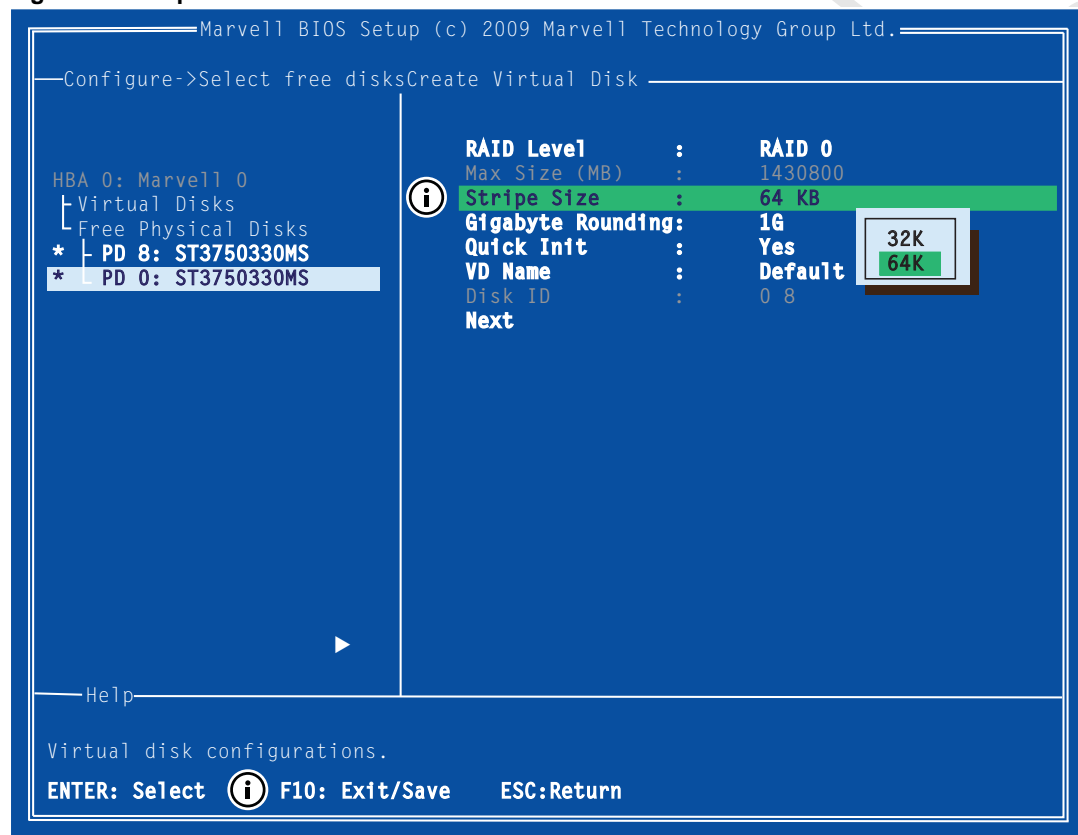 Marvell BIOS Setup (c) 2009 Marvell Technology Group Ltd.
Configure->Select free disksCreate Virtual Disk
HBA 0: Marvell 0
Virtual Disks
Free Physical Disks
* PD 8: ST3750330MS
* PD 0: ST3750330MS
RAID Level : RAID 0
Max Size (MB) : 1430800
i Stripe Size : 64 KB
Gigabyte Rounding: 1G
Quick Init : Yes
VD Name : Default
Disk ID : 0 8
Next
32K
64K
Help
Virtual disk configurations.
ENTER: Select i F10: Exit/Save ESC:Return